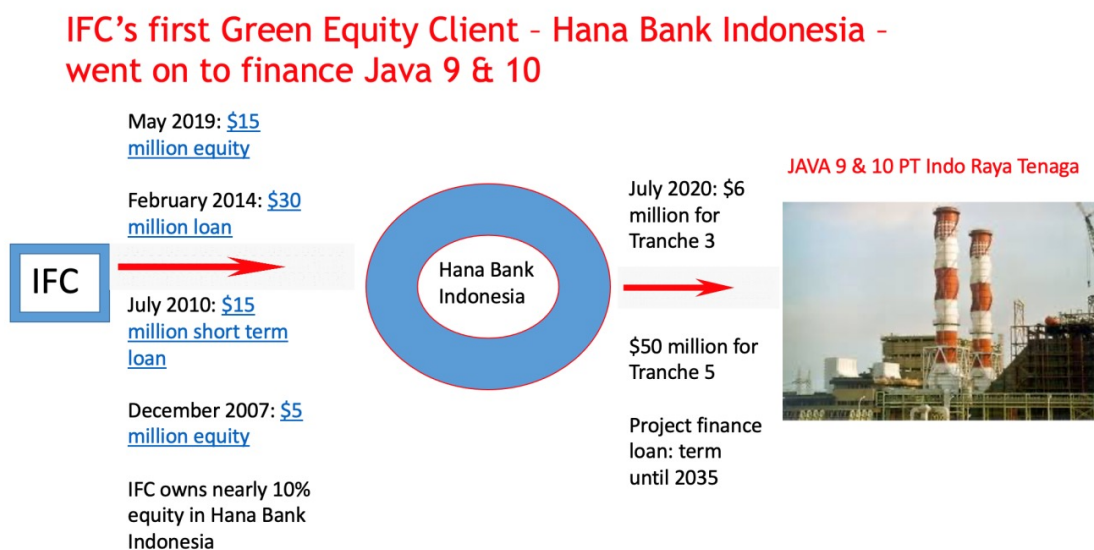 IFC’s first Green Equity Client – Hana Bank Indonesia –
went on to finance Java 9 & 10
May 2019: $15
million equity
February 2014: $30
million loan
IFC
July 2010: $15
million short term
loan
December 2007: $5
million equity
IFC owns nearly 10%
equity in Hana Bank
Indonesia
Hana Bank
Indonesia
July 2020: $6
million for
Tranche 3
$50 million for
Tranche 5
Project finance
loan: term
until 2035
JAVA 9 & 10 PT Indo Raya Tenaga